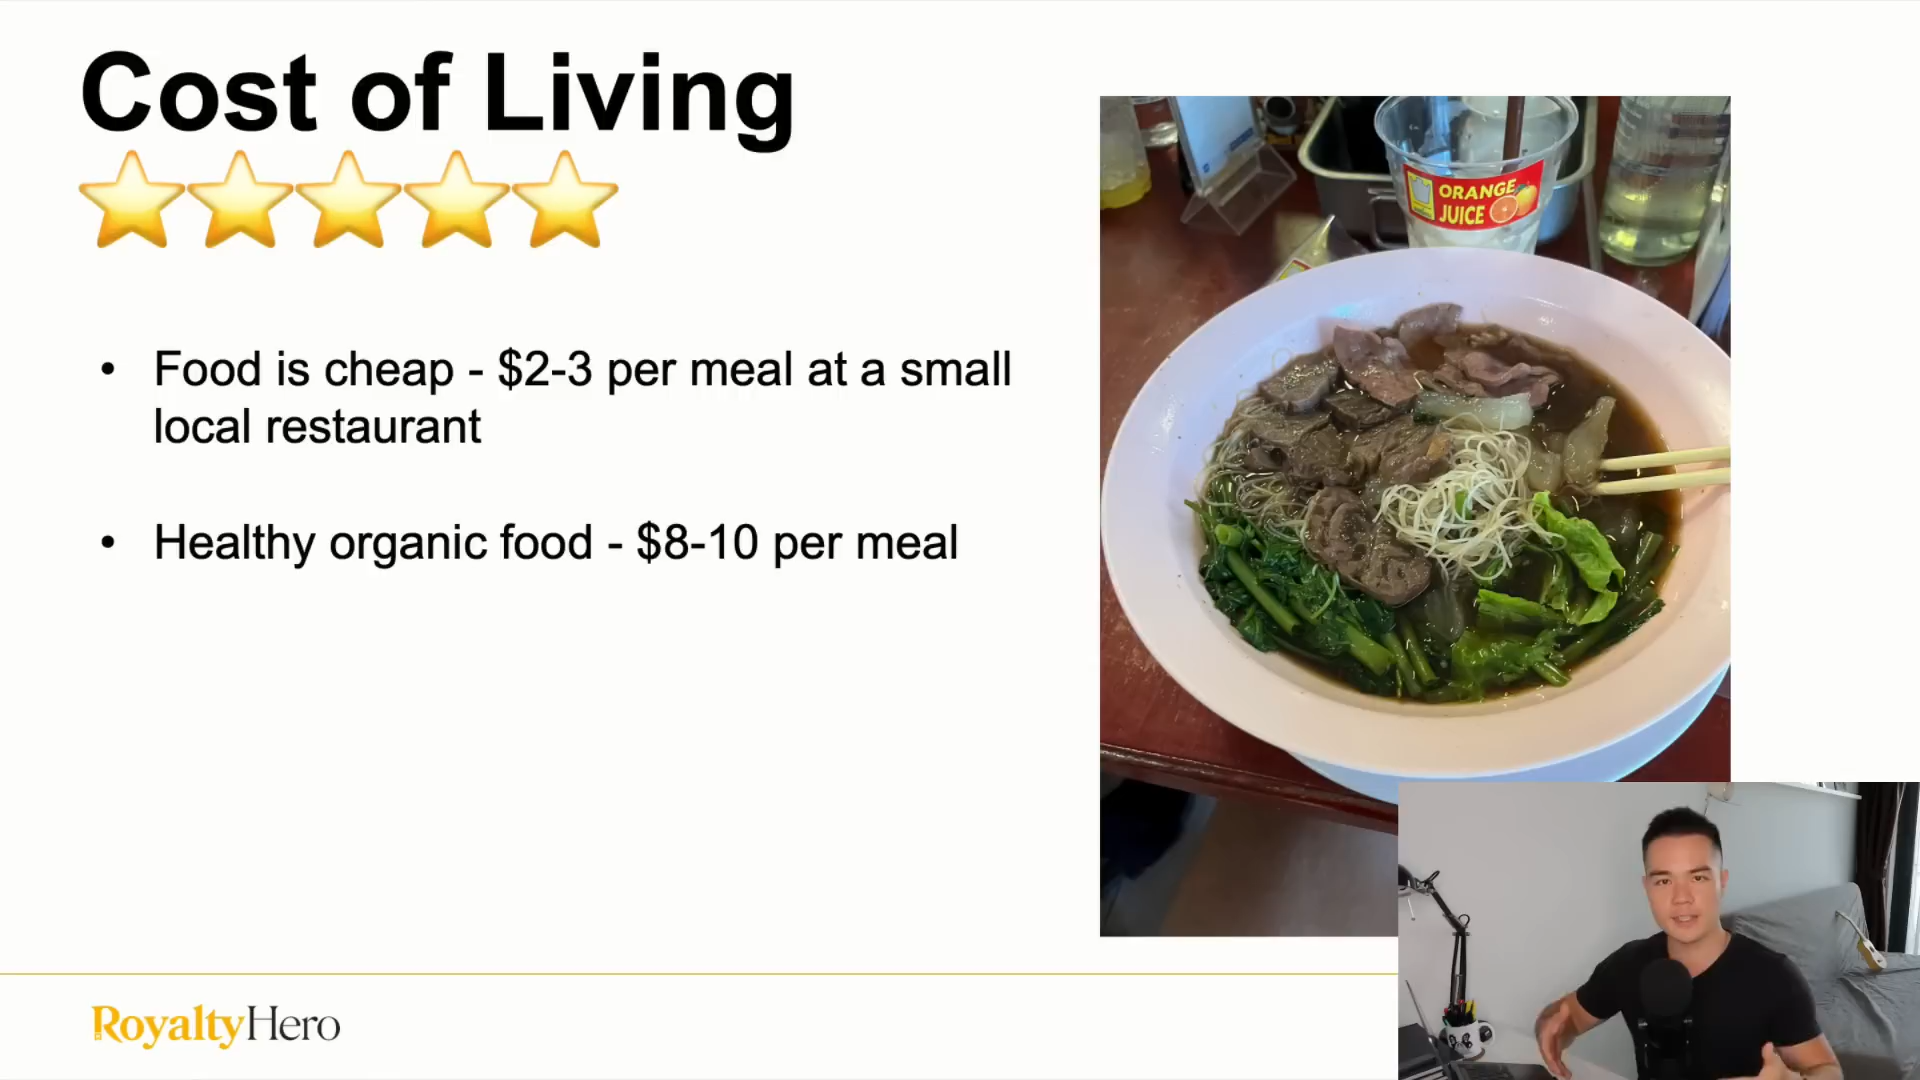 Cost of Living
• Food is cheap - $2-3 per meal at a small
local restaurant
• Healthy organic food - $8-10 per meal
ORANGE
JUICE
RoyaltyHero